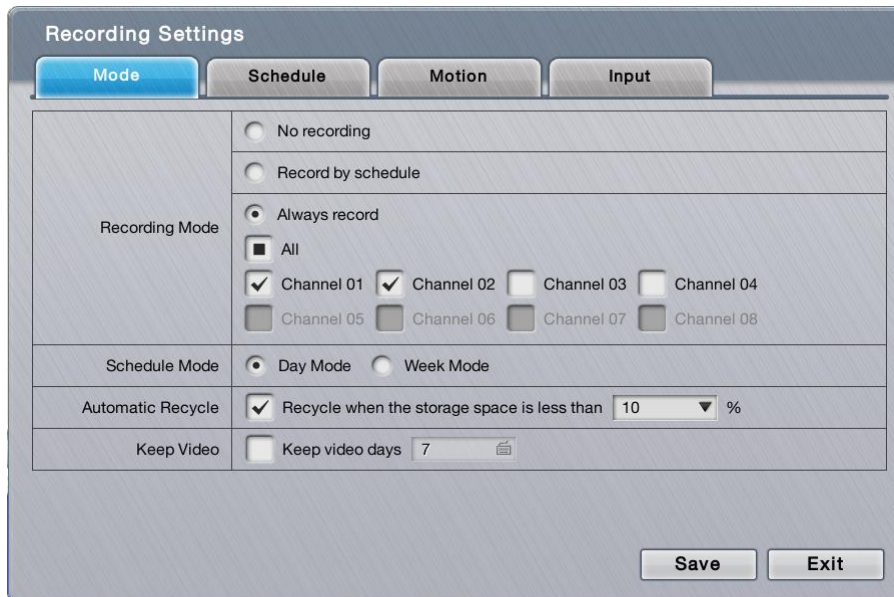 Recording Settings
Mode Schedule Motion Input
No recording
Record by schedule
Recording Mode
Always record
All
Channel 01 Channel 02 Channel 03 Channel 04
Channel 05 Channel 06 Channel 07 Channel 08
Schedule Mode Day Mode Week Mode
Automatic Recycle Recycle when the storage space is less than 10 %
Keep Video Keep video days 7
Save Exit